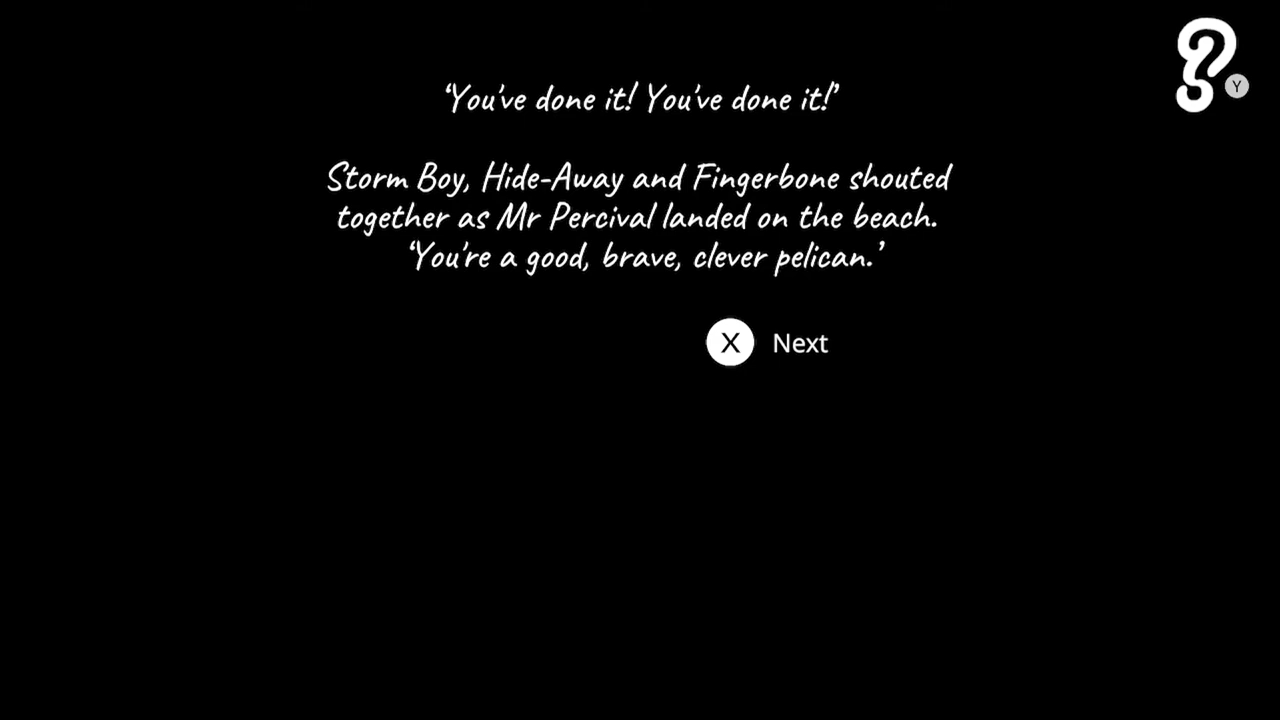 ‘You've done it! You've done it!’
Storm Boy, Hide-Away and Fingerbone shouted
together as Mr Percival landed on the beach.
‘You're a good, brave, clever pelican.’
X Next
?
Y